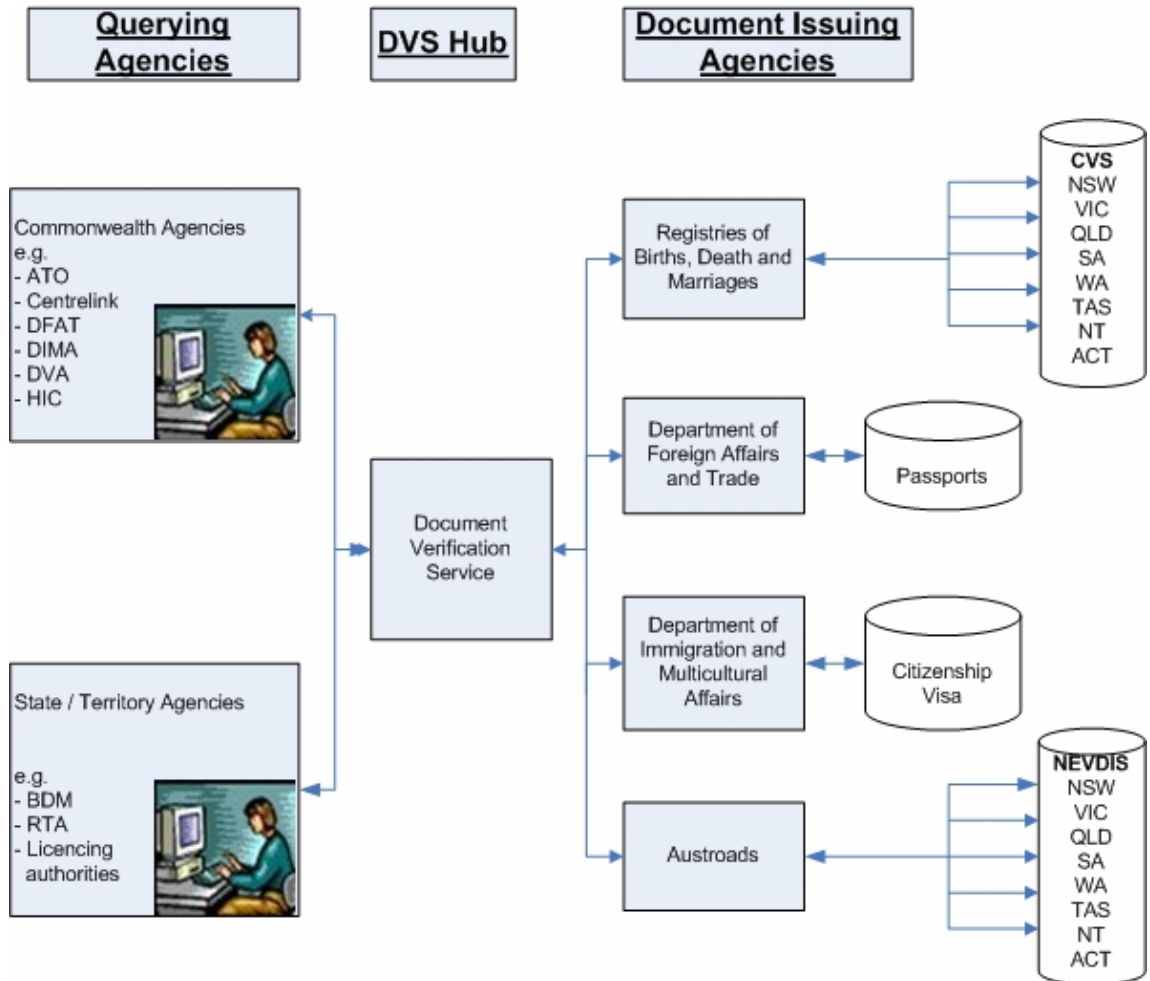 Querying
Agencies
DVS Hub
Document Issuing
Agencies
Commonwealth Agencies
e.g.
- ATO
- Centrelink
- DFAT
- DIMA
- DVA
- HIC
State / Territory Agencies
e.g.
- BDM
- RTA
- Licencing
authorities
Document
Verification
Service
Registries of
Births, Death and
Marriages
Department of
Foreign Affairs
and Trade
Department of
Immigration and
Multicultural
Affairs
Austroads
CVS
NSW
VIC
QLD
SA
WA
TAS
NT
ACT
Passports
Citizenship
Visa
NEVDIS
NSW
VIC
QLD
SA
WA
TAS
NT
ACT